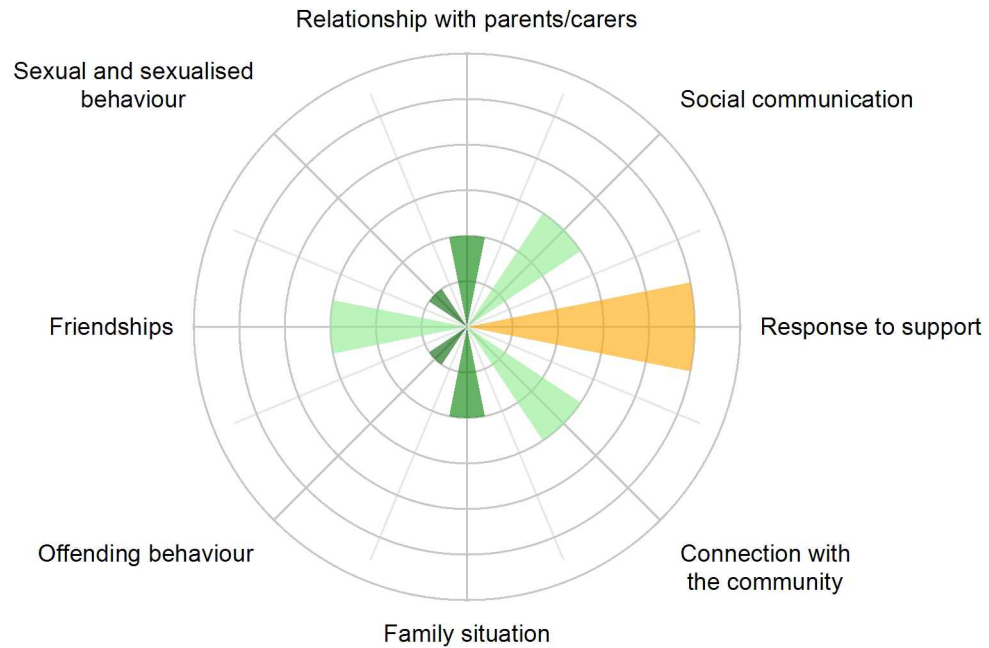 Relationship with parents/carers
Sexual and sexualised
behaviour
Social communication
Friendships
Response to support
Offending behaviour
Connection with
the community
Family situation